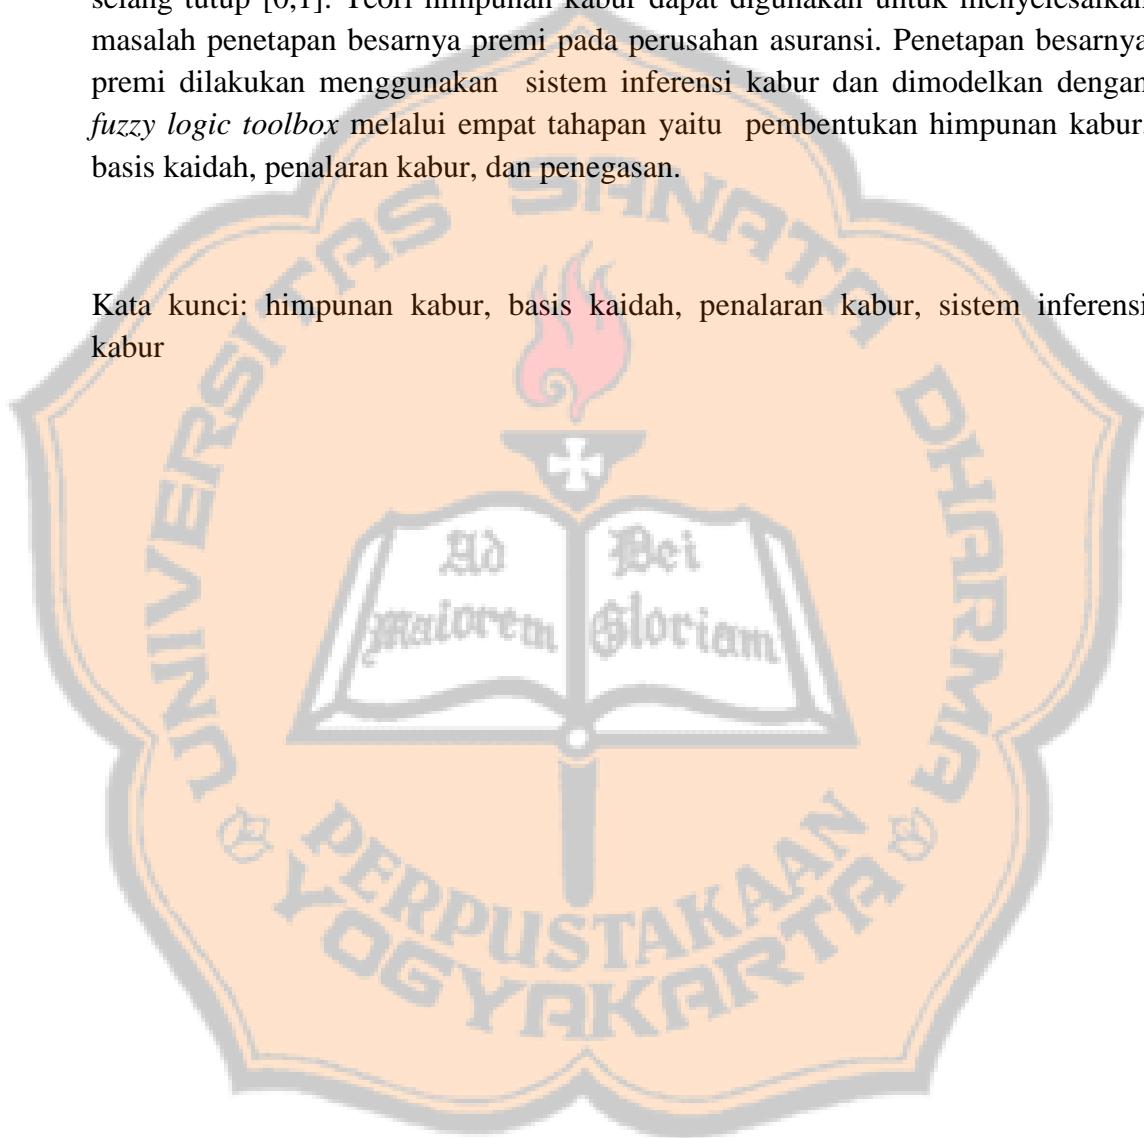 selang tutup [0,1]. Teori himpunan kabur dapat digunakan untuk menyelesaikan
masalah penetapan besarnya premi pada perusahan asuransi. Penetapan besarnya
premi dilakukan menggunakan sistem inferensi kabur dan dimodelkan dengan
fuzzy logic toolbox melalui empat tahapan yaitu pembentukan himpunan kabur,
basis kaidah, penalaran kabur, dan penegasan.
Kata kunci: himpunan kabur, basis kaidah, penalaran kabur, sistem inferensi
kabur
UNIVERSITAS SANATA DHARMA
Ad Dei
Maiorem Gloriam
PERPUSTAKAAN
YOGYAKARTA